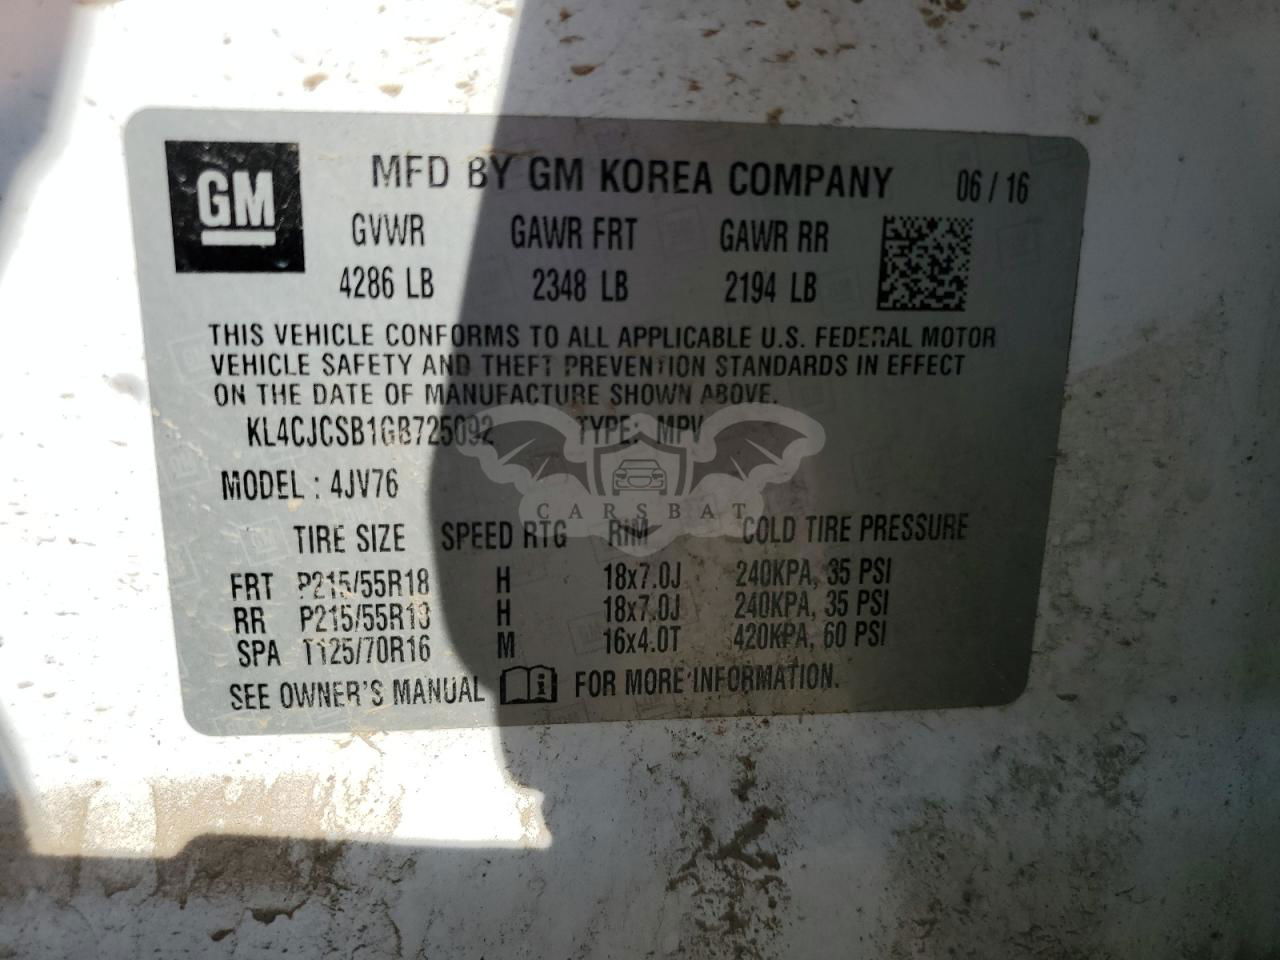 GM
MFD BY GM KOREA COMPANY 06 / 16
GVWR GAWR FRT GAWR RR
4286 LB 2348 LB 2194 LB
THIS VEHICLE CONFORMS TO ALL APPLICABLE U.S. FEDERAL MOTOR
VEHICLE SAFETY AND THEFT PREVENTION STANDARDS IN EFFECT
ON THE DATE OF MANUFACTURE SHOWN ABOVE.
KL4CJCSB1GB725092 TYPE: MPV
MODEL : 4JV76
CARSBAT
TIRE SIZE SPEED RTG RIM COLD TIRE PRESSURE
FRT P215/55R18 H 18x7.0J 240KPA, 35 PSI
RR P215/55R18 H 18x7.0J 240KPA, 35 PSI
SPA T125/70R16 M 16x4.0T 420KPA, 60 PSI
SEE OWNER'S MANUAL i FOR MORE INFORMATION.